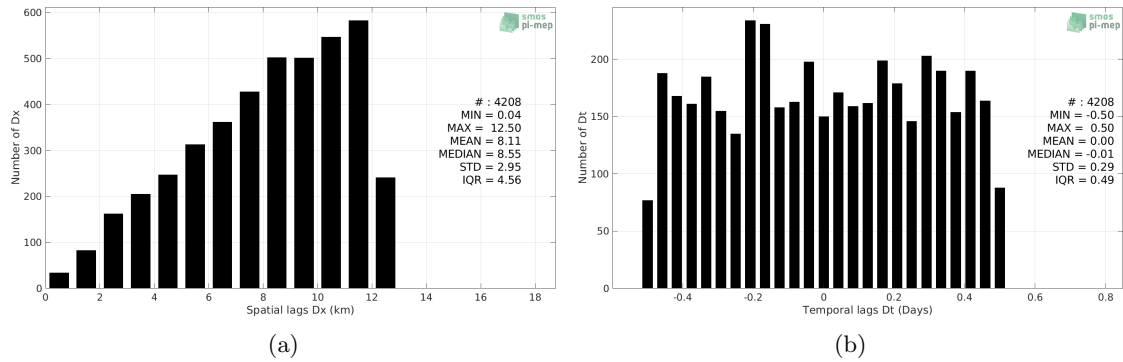 600
500
400
300
200
100
0
Number of Dx
0 2 4 6 8 10 12 14 16 18
Spatial lags Dx (km)
smos
pi-mep
# : 4208
MIN = 0.04
MAX = 12.50
MEAN = 8.11
MEDIAN = 8.55
STD = 2.95
IQR = 4.56
(a)
200
150
100
50
0
Number of Dt
-0.4 -0.2 0 0.2 0.4 0.6 0.8
Temporal lags Dt (Days)
smos
pi-mep
# : 4208
MIN = -0.50
MAX = 0.50
MEAN = 0.00
MEDIAN = -0.01
STD = 0.29
IQR = 0.49
(b)